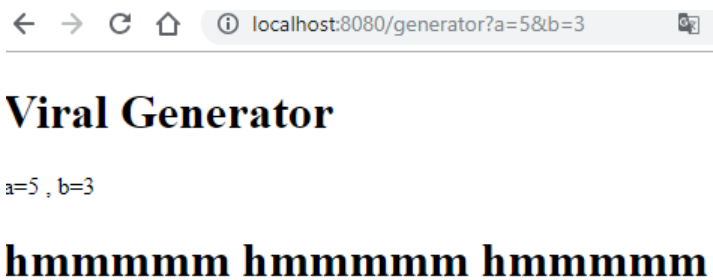 localhost:8080/generator?a=5&b=3
Viral Generator
a=5 , b=3
hmmmmm hmmmmm hmmmmm